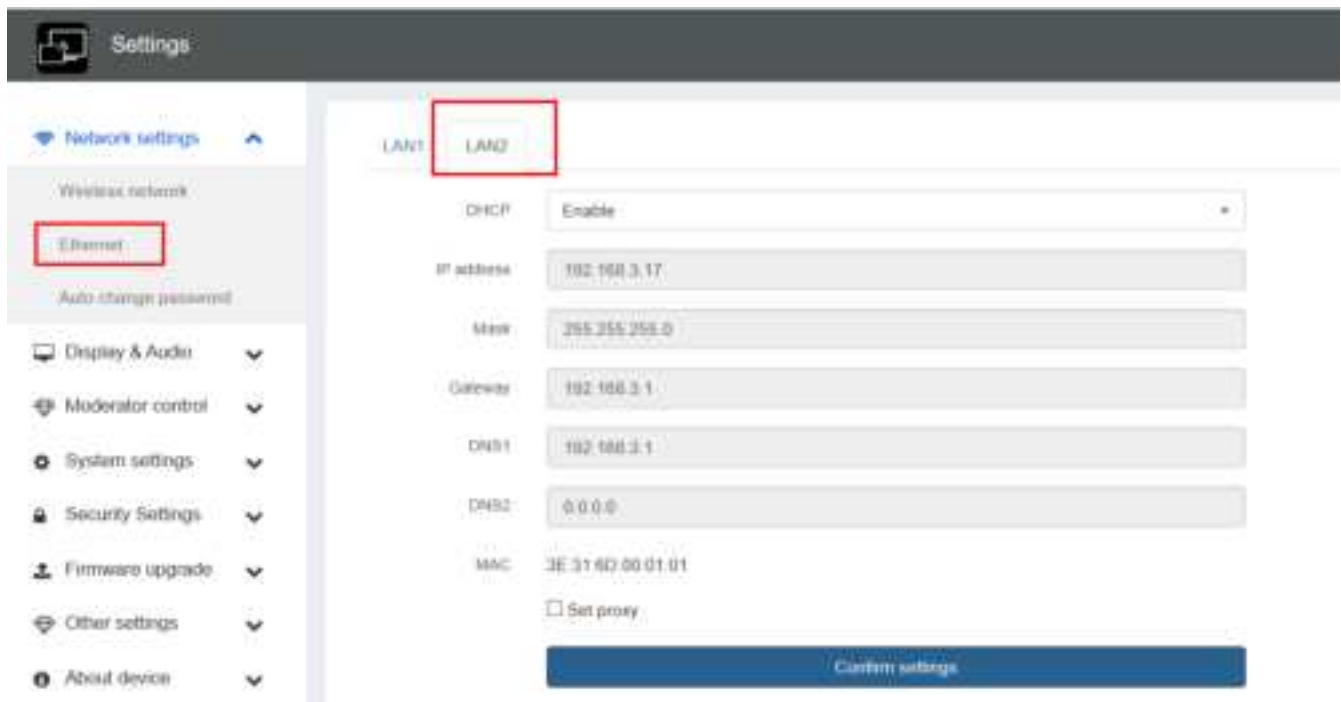 Settings
Network settings
Wireless network
Ethernet
Auto change password
Display & Audio
Moderator control
System settings
Security Settings
Firmware upgrade
Other settings
About device
LAN1 LAN2
DHCP Enable
IP address 192.168.3.17
Mask 255.255.255.0
Gateway 192.168.3.1
DNS1 192.168.3.1
DNS2 0.0.0.0
MAC 3E:31:6D:00:01:01
Set proxy
Confirm settings